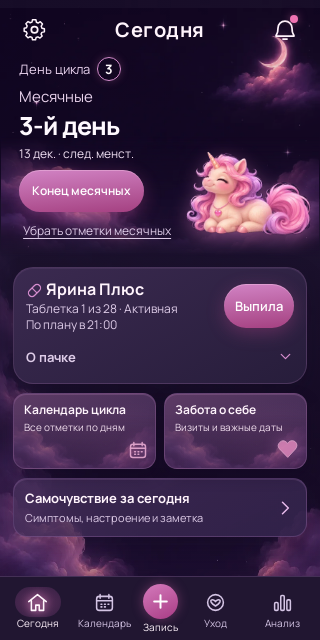 Сегодня
День цикла 3
Месячные
3-й день
13 дек. · след. менст.
Конец месячных
Убрать отметки месячных
Ярина Плюс
Таблетка 1 из 28 · Активная
По плану в 21:00
Выпила
О пачке
Календарь цикла
Все отметки по дням
Забота о себе
Визиты и важные даты
Самочувствие за сегодня
Симптомы, настроение и заметка
Сегодня
Календарь
Запись
Уход
Анализ